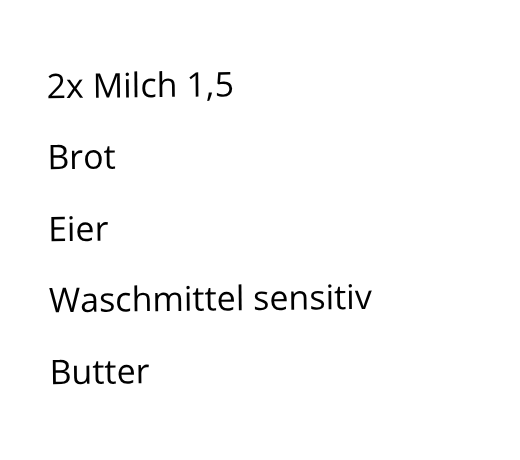 2x Milch 1,5
Brot
Eier
Waschmittel sensitiv
Butter